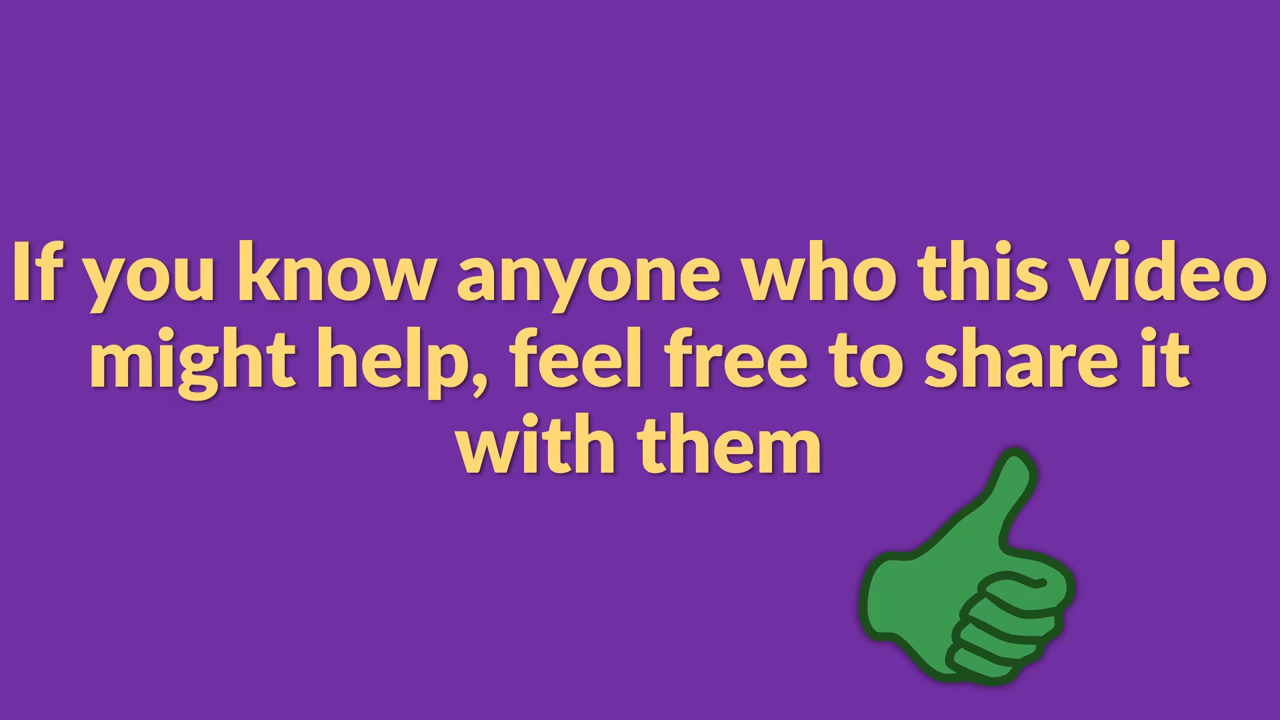 If you know anyone who this video
might help, feel free to share it
with them